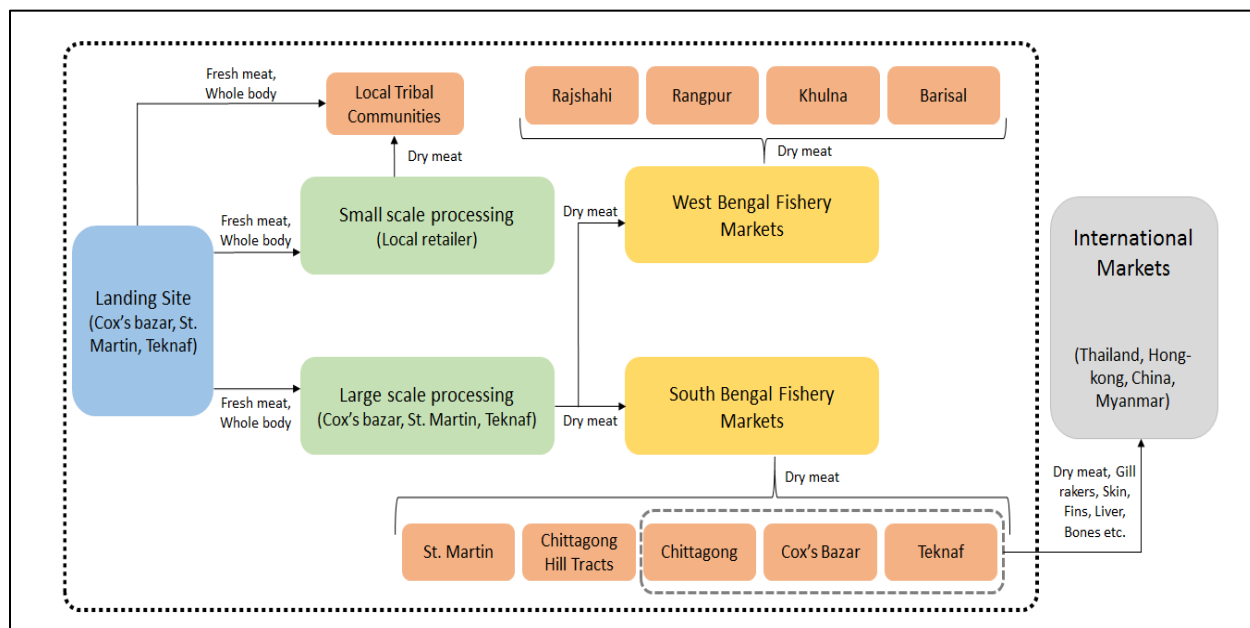 Fresh meat,
Whole body
Local Tribal
Communities
Rajshahi
Rangpur
Khulna
Barisal
Dry meat
Dry meat
Small scale processing
(Local retailer)
Fresh meat,
Whole body
Dry meat
West Bengal Fishery
Markets
International
Markets
(Thailand, Hong-
kong, China,
Myanmar)
Landing Site
(Cox's bazar, St.
Martin, Teknaf)
Large scale processing
(Cox's bazar, St. Martin, Teknaf)
Fresh meat,
Whole body
Dry meat
South Bengal Fishery
Markets
Dry meat
Dry meat, Gill
rakers, Skin,
Fins, Liver,
Bones etc.
St. Martin
Chittagong
Hill Tracts
Chittagong
Cox's Bazar
Teknaf